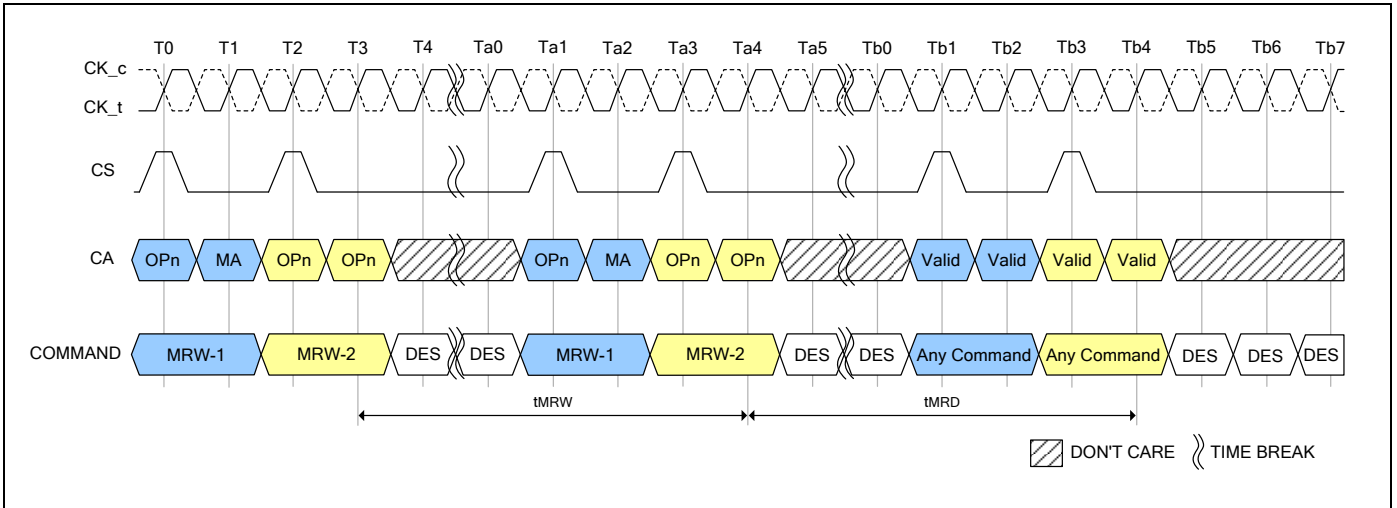 T0 T1 T2 T3 T4 Ta0 Ta1 Ta2 Ta3 Ta4 Ta5 Tb0 Tb1 Tb2 Tb3 Tb4 Tb5 Tb6 Tb7
CK_c
CK_t
CS
CA OPn MA OPn OPn OPn MA OPn OPn Valid Valid Valid Valid
COMMAND MRW-1 MRW-2 DES DES MRW-1 MRW-2 DES DES Any Command Any Command DES DES DES
tMRW tMRD
DON'T CARE TIME BREAK